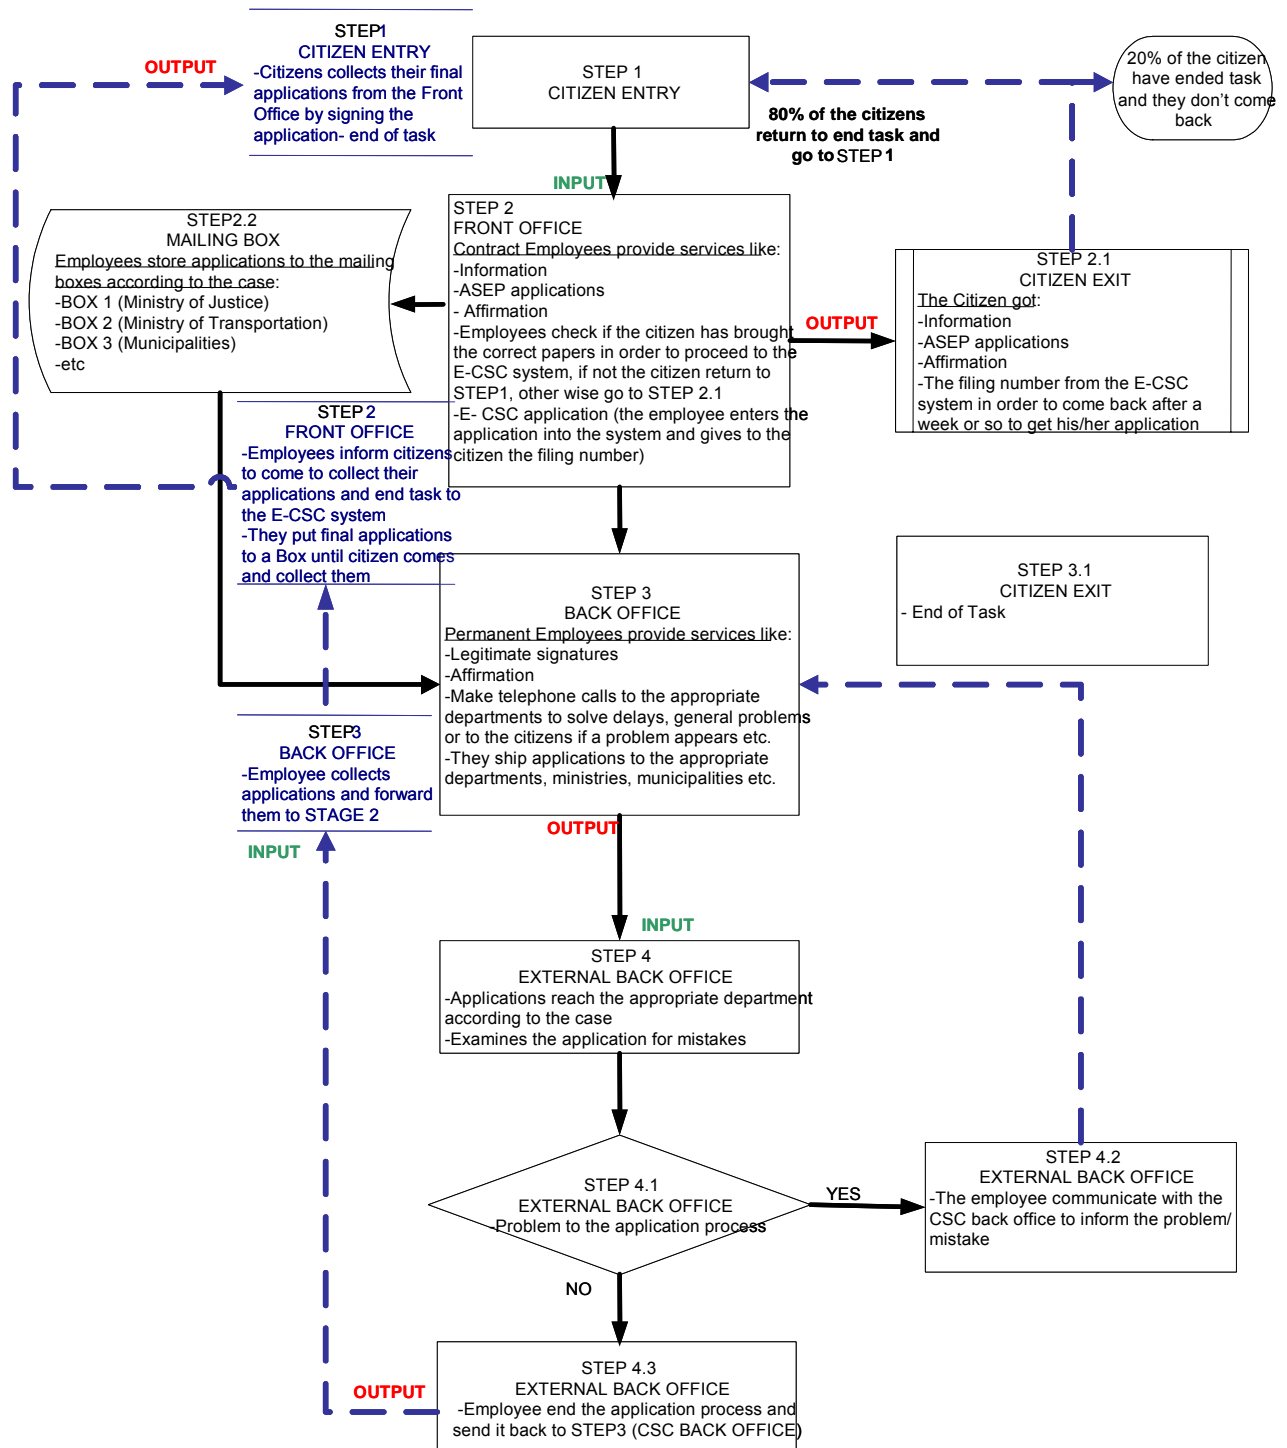 STEP1
CITIZEN ENTRY
-Citizens collects their final
applications from the Front
Office by signing the
application- end of task
OUTPUT
STEP 1
CITIZEN ENTRY
20% of the citizen
have ended task
and they don't come
back
80% of the citizens
return to end task and
go to STEP 1
INPUT
STEP2.2
MAILING BOX
Employees store applications to the mailing
boxes according to the case:
-BOX 1 (Ministry of Justice)
-BOX 2 (Ministry of Transportation)
-BOX 3 (Municipalities)
-etc
STEP 2
FRONT OFFICE
Contract Employees provide services like:
-Information
-ASEP applications
- Affirmation
-Employees check if the citizen has brought
the correct papers in order to proceed to the
E-CSC system, if not the citizen return to
STEP1, other wise go to STEP 2.1
-E- CSC application (the employee enters the
application into the system and gives to the
citizen the filing number)
OUTPUT
STEP 2.1
CITIZEN EXIT
The Citizen got:
-Information
-ASEP applications
-Affirmation
-The filing number from the E-CSC
system in order to come back after a
week or so to get his/her application
STEP 2
FRONT OFFICE
-Employees inform citizens
to come to collect their
applications and end task to
the E-CSC system
-They put final applications
to a Box until citizen comes
and collect them
STEP 3
BACK OFFICE
Permanent Employees provide services like:
-Legitimate signatures
-Affirmation
-Make telephone calls to the appropriate
departments to solve delays, general problems
or to the citizens if a problem appears etc.
-They ship applications to the appropriate
departments, ministries, municipalities etc.
STEP 3.1
CITIZEN EXIT
- End of Task
STEP3
BACK OFFICE
-Employee collects
applications and forward
them to STAGE 2
INPUT
OUTPUT
INPUT
STEP 4
EXTERNAL BACK OFFICE
-Applications reach the appropriate department
according to the case
-Examines the application for mistakes
STEP 4.1
EXTERNAL BACK OFFICE
-Problem to the application process
YES
NO
STEP 4.2
EXTERNAL BACK OFFICE
-The employee communicate with the
CSC back office to inform the problem/
mistake
STEP 4.3
EXTERNAL BACK OFFICE
-Employee end the application process and
send it back to STEP3 (CSC BACK OFFICE)
OUTPUT